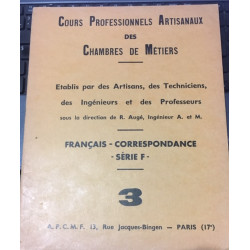 Cours Professionnels Artisanaux
des
Chambres de Métiers
Etablis par des Artisans, des Techniciens,
des Ingénieurs et des Professeurs
sous la direction de R. Augé, Ingénieur A. et M.
FRANÇAIS - CORRESPONDANCE
- SÉRIE F -
3
A.P.C.M.F. 13, Rue Jacques-Bingen — PARIS (17e)